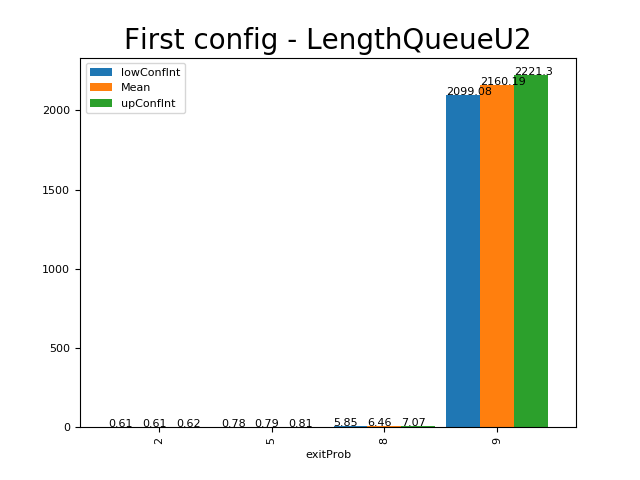 First config - LengthQueueU2
lowConfInt
Mean
upConfInt
2000
1500
1000
500
0
0.61 0.61 0.62 0.78 0.79 0.81 5.85 6.46 7.07 2099.08 2160.19 2221.3
2 5 8 9
exitProb